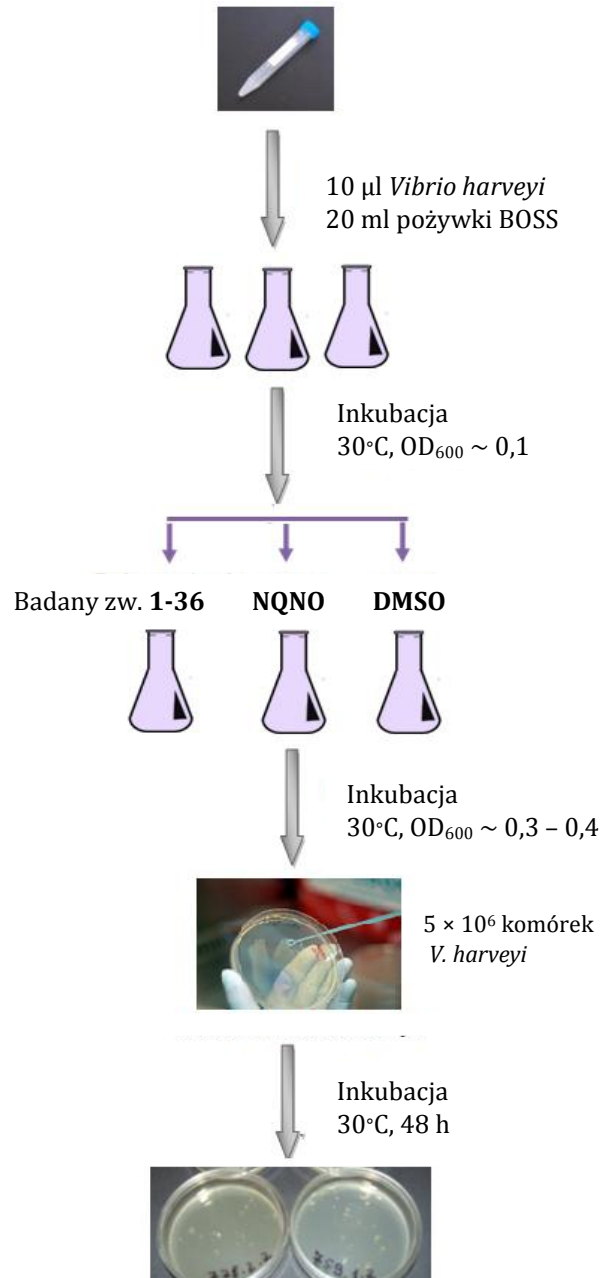 10 µl Vibrio harveyi
20 ml pożywki BOSS
Inkubacja
30°C, OD₆₀₀ ~ 0,1
Badany zw. 1-36 NQNO DMSO
Inkubacja
30°C, OD₆₀₀ ~ 0,3 – 0,4
5 × 10⁶ komórek
V. harveyi
Inkubacja
30°C, 48 h